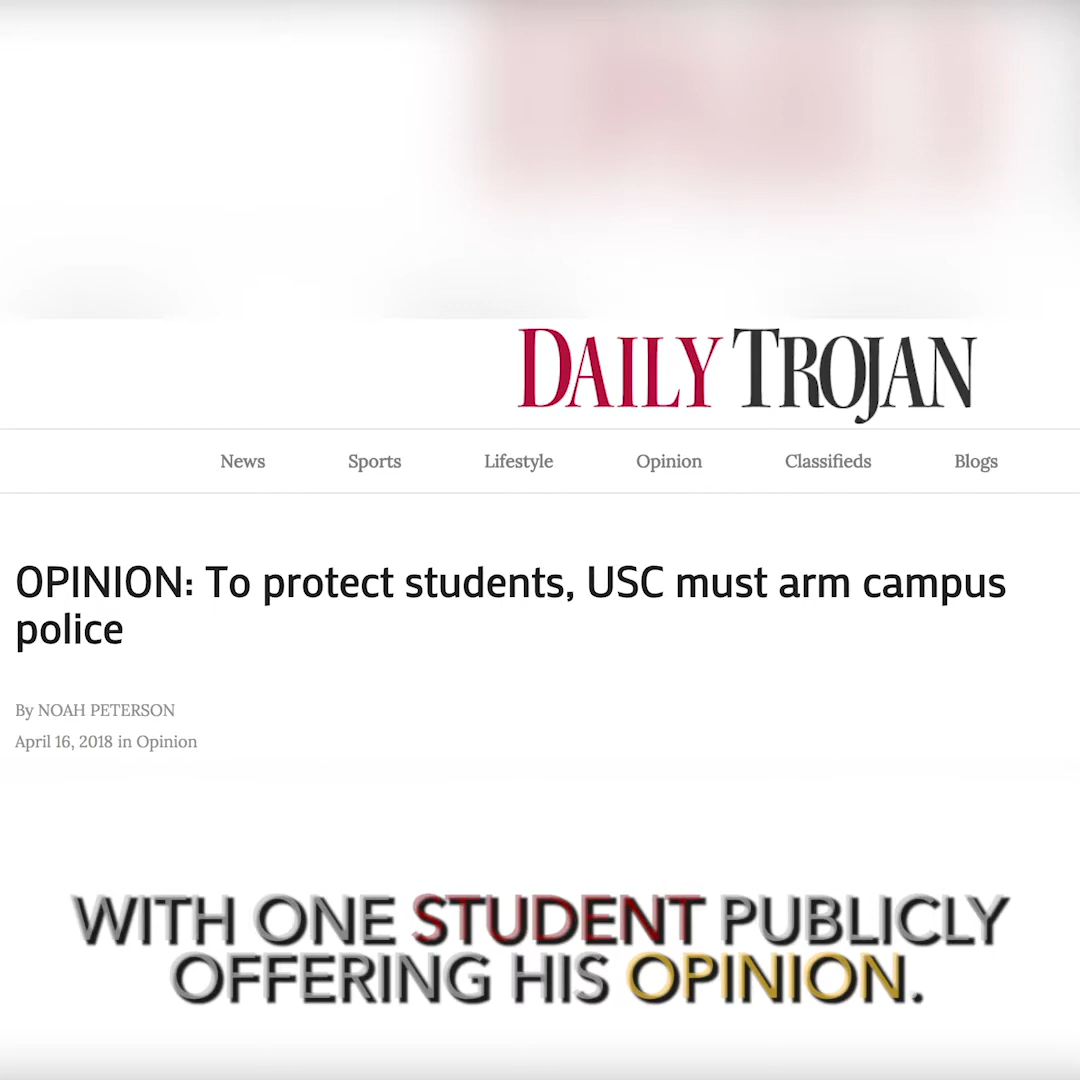 DAILY TROJAN
News Sports Lifestyle Opinion Classifieds Blogs
OPINION: To protect students, USC must arm campus
police
By NOAH PETERSON
April 16, 2018 in Opinion
WITH ONE STUDENT PUBLICLY
OFFERING HIS OPINION.